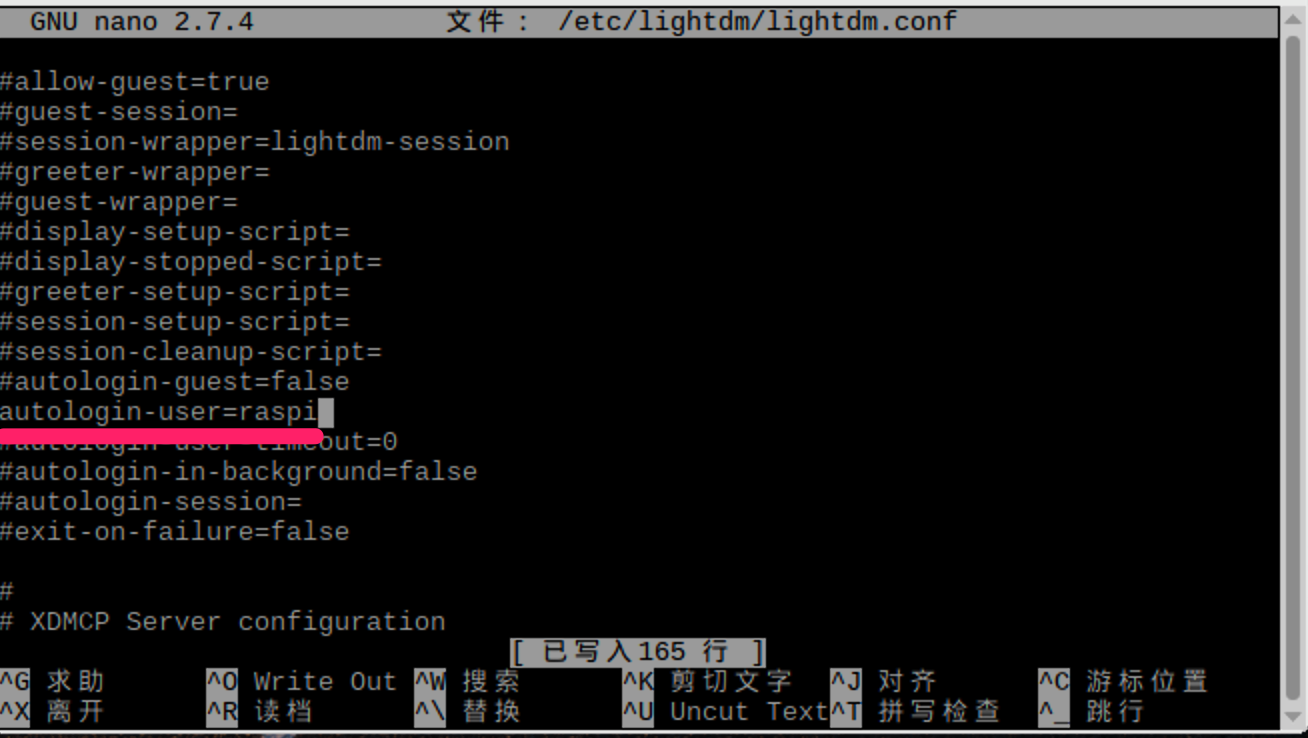 GNU nano 2.7.4 文件： /etc/lightdm/lightdm.conf
#allow-guest=true
#guest-session=
#session-wrapper=lightdm-session
#greeter-wrapper=
#guest-wrapper=
#display-setup-script=
#display-stopped-script=
#greeter-setup-script=
#session-setup-script=
#session-cleanup-script=
#autologin-guest=false
autologin-user=raspi
#autologin-user-timeout=0
#autologin-in-background=false
#autologin-session=
#exit-on-failure=false
#
# XDMCP Server configuration
[ 已写入165 行 ]
^G 求助 ^O Write Out ^W 搜索 ^K 剪切文字 ^J 对齐 ^C 游标位置
^X 离开 ^R 读档 ^\ 替换 ^U Uncut Text ^T 拼写检查 ^_ 跳行